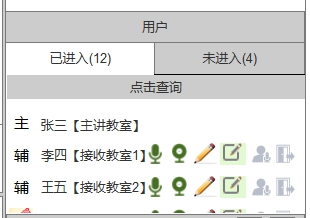 用户
已进入(12) 未进入(4)
点击查询
主 张三【主讲教室】
辅 李四【接收教室1】
辅 王五【接收教室2】